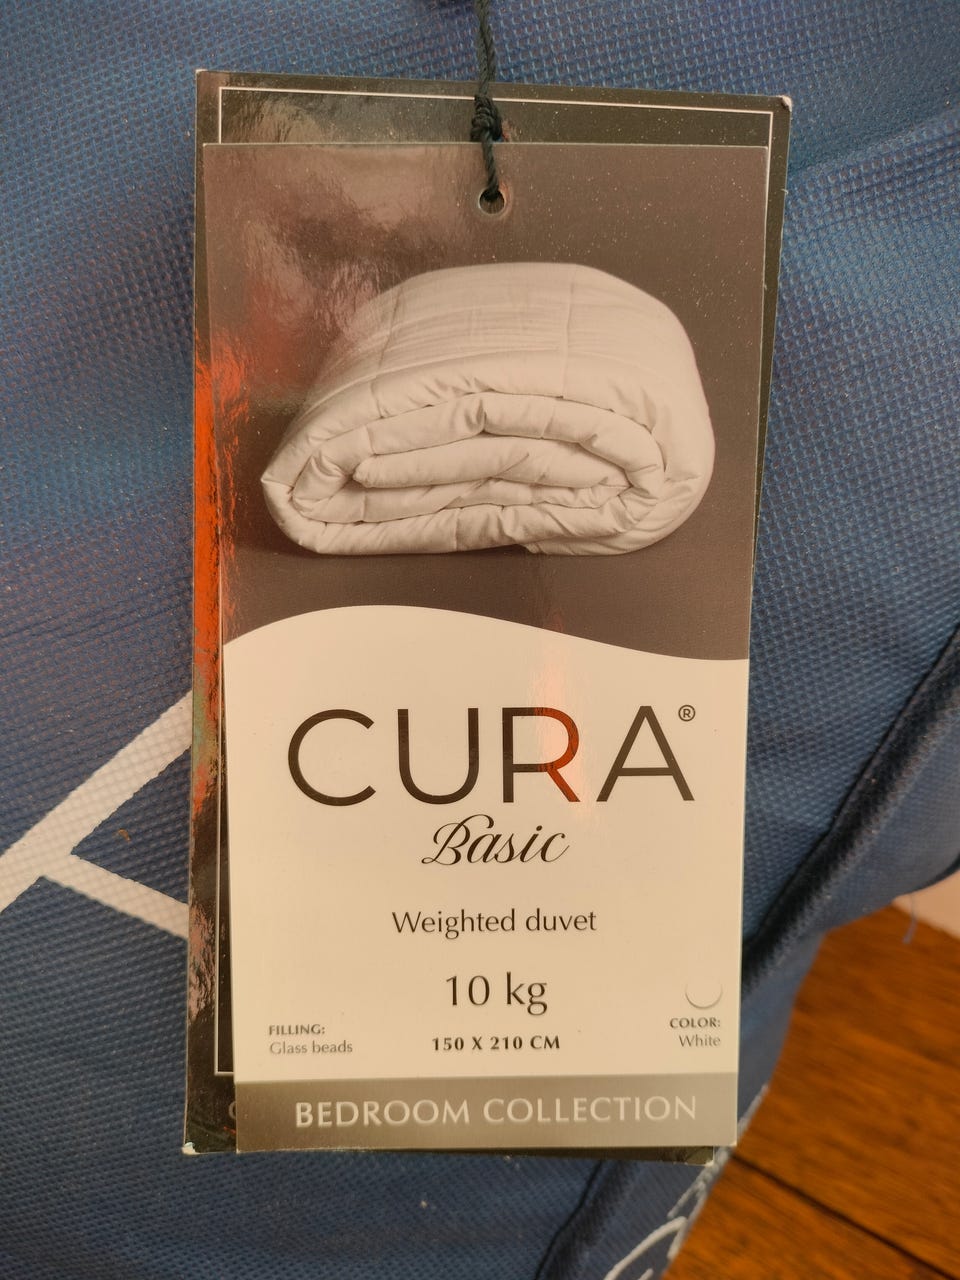 CURA®
Basic
Weighted duvet
10 kg
FILLING:
Glass beads
150 X 210 CM
COLOR:
White
BEDROOM COLLECTION